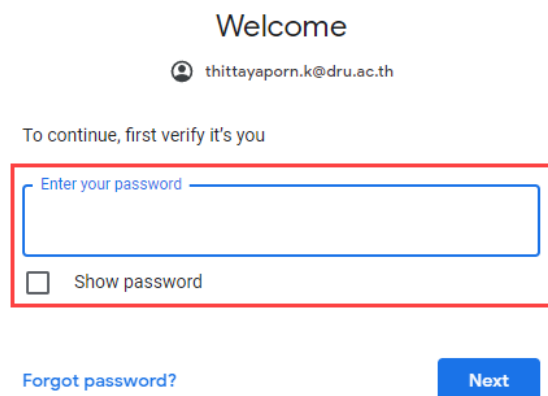 Welcome
thittayaporn.k@dru.ac.th
To continue, first verify it's you
Enter your password
Show password
Forgot password?
Next